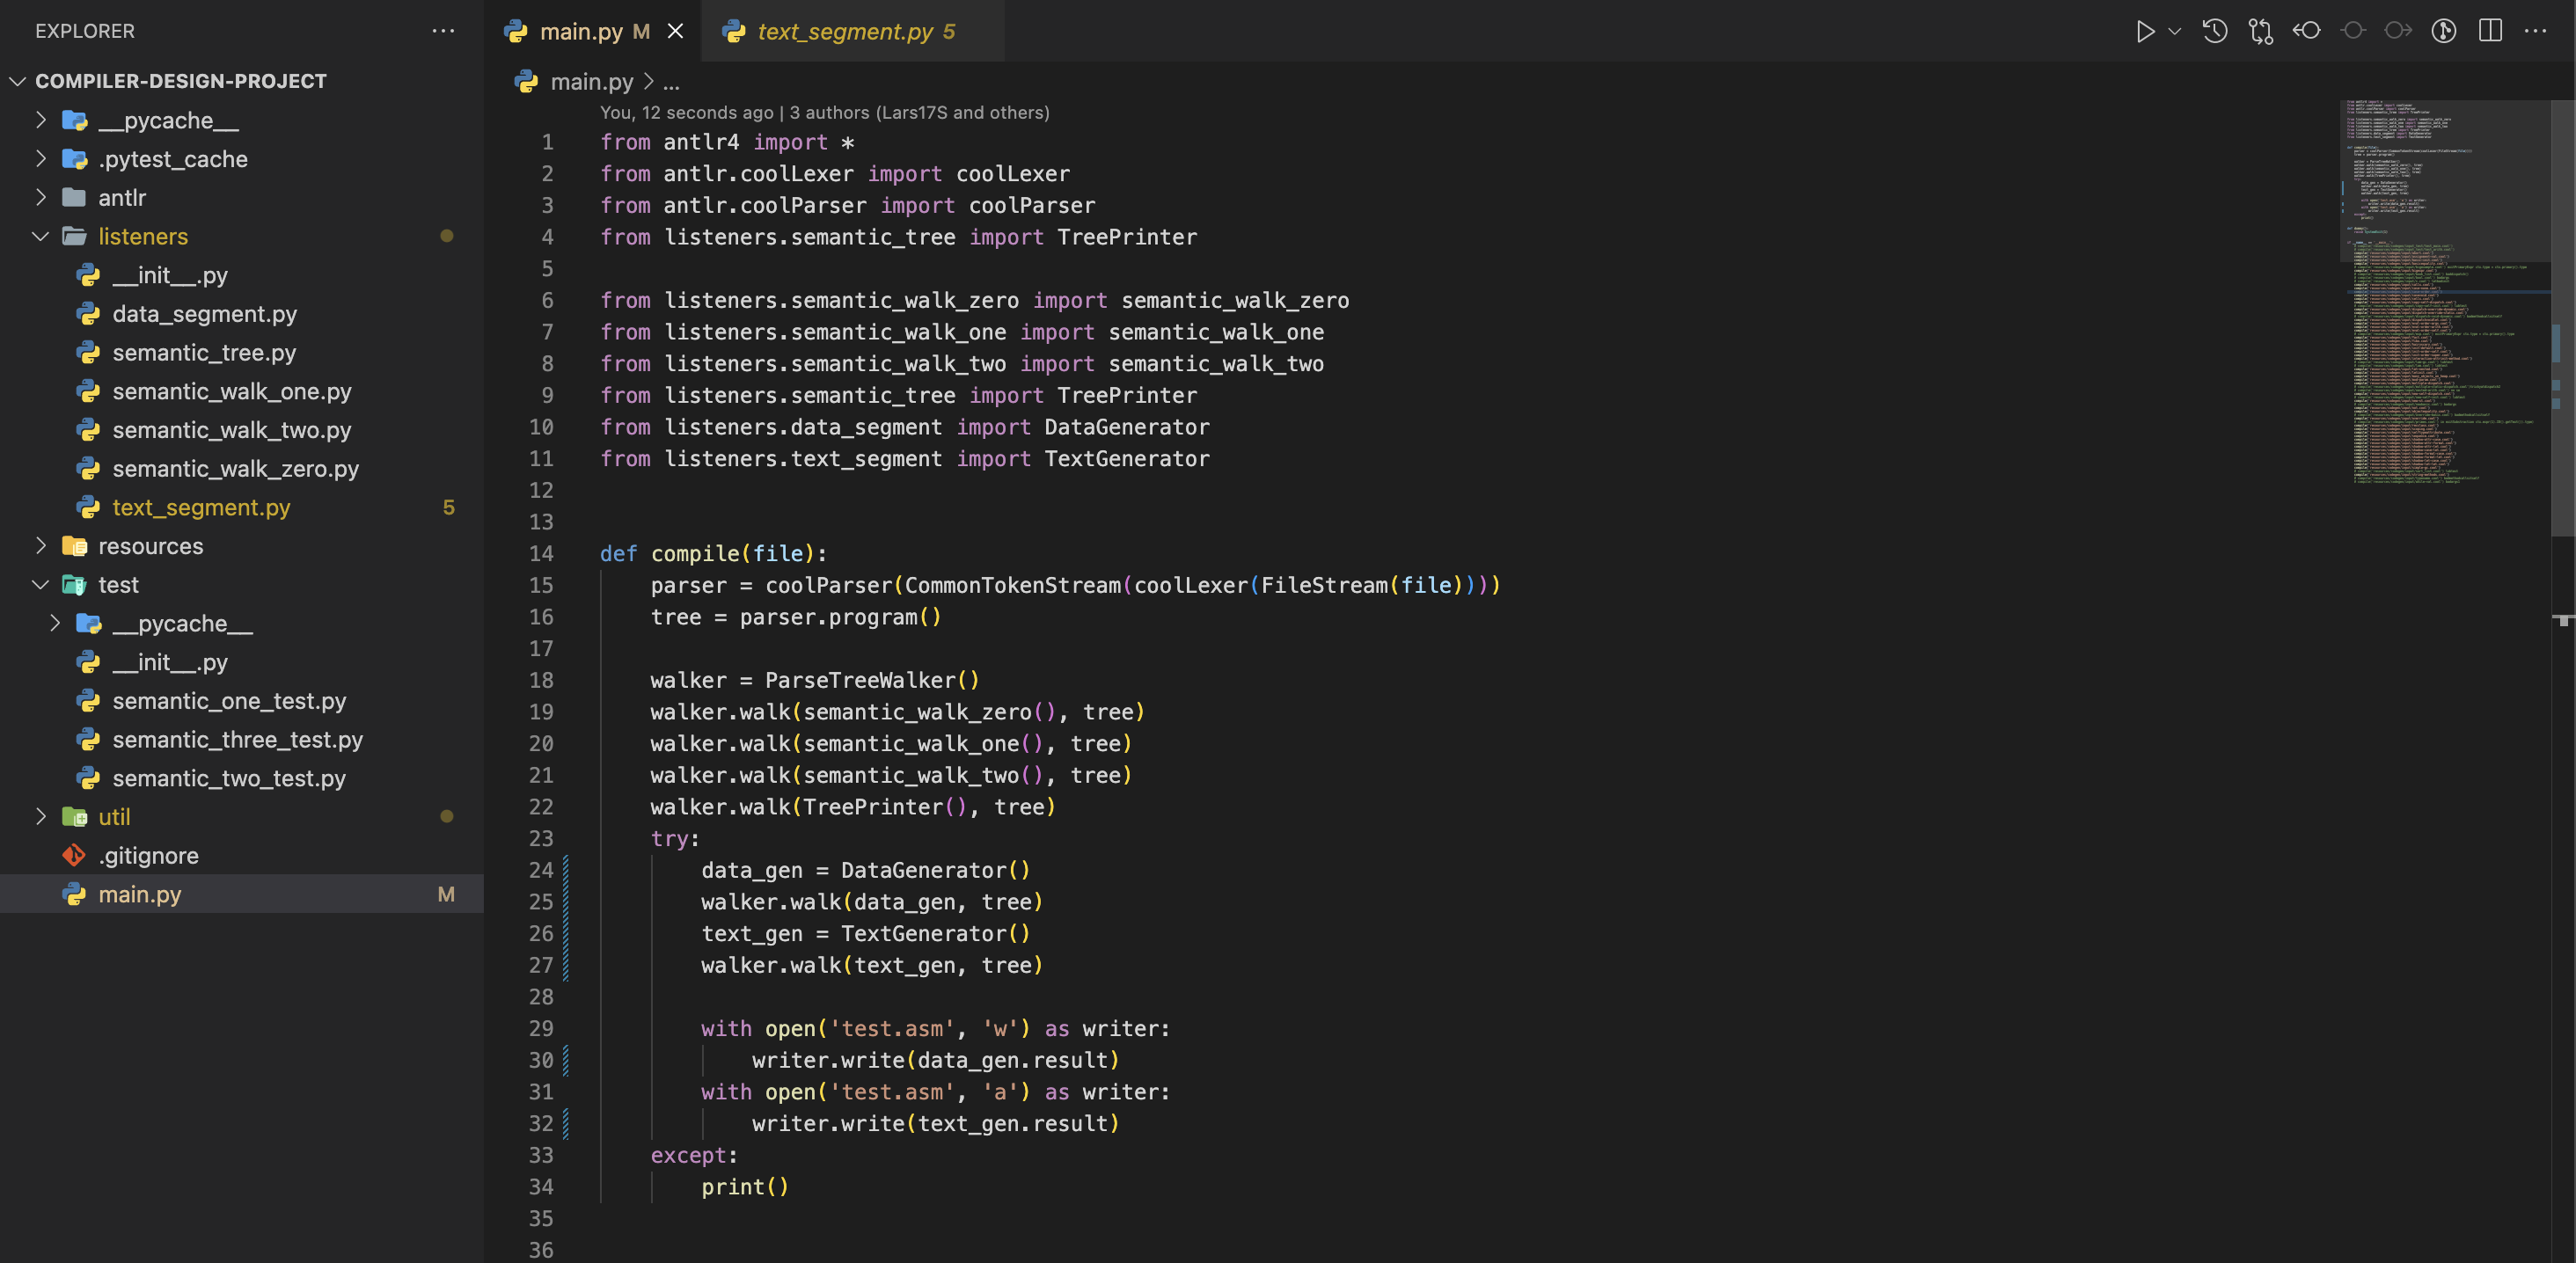 EXPLORER
COMPILER-DESIGN-PROJECT
__pycache__
.pytest_cache
antlr
listeners
__init__.py
data_segment.py
semantic_tree.py
semantic_walk_one.py
semantic_walk_two.py
semantic_walk_zero.py
text_segment.py 5
resources
test
__pycache__
__init__.py
semantic_one_test.py
semantic_three_test.py
semantic_two_test.py
util
.gitignore
main.py M
main.py M
text_segment.py 5
main.py > ...
You, 12 seconds ago | 3 authors (Lars17S and others)
1 from antlr4 import *
2 from antlr.coolLexer import coolLexer
3 from antlr.coolParser import coolParser
4 from listeners.semantic_tree import TreePrinter
5
6 from listeners.semantic_walk_zero import semantic_walk_zero
7 from listeners.semantic_walk_one import semantic_walk_one
8 from listeners.semantic_walk_two import semantic_walk_two
9 from listeners.semantic_tree import TreePrinter
10 from listeners.data_segment import DataGenerator
11 from listeners.text_segment import TextGenerator
12
13
14 def compile(file):
15     parser = coolParser(CommonTokenStream(coolLexer(FileStream(file))))
16     tree = parser.program()
17
18     walker = ParseTreeWalker()
19     walker.walk(semantic_walk_zero(), tree)
20     walker.walk(semantic_walk_one(), tree)
21     walker.walk(semantic_walk_two(), tree)
22     walker.walk(TreePrinter(), tree)
23     try:
24         data_gen = DataGenerator()
25         walker.walk(data_gen, tree)
26         text_gen = TextGenerator()
27         walker.walk(text_gen, tree)
28
29         with open('test.asm', 'w') as writer:
30             writer.write(data_gen.result)
31         with open('test.asm', 'a') as writer:
32             writer.write(text_gen.result)
33     except:
34         print()
35
36